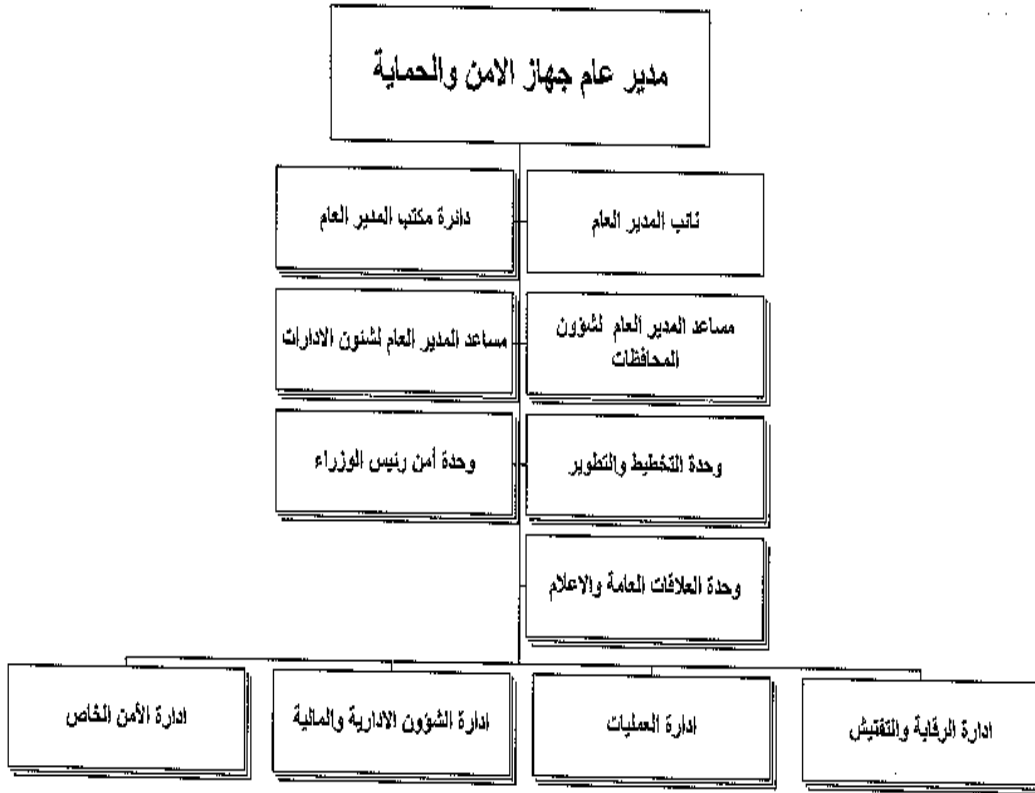 مدير عام جهاز الامن والحماية
نائب المدير العام
دائرة مكتب المدير العام
مساعد المدير العام لشؤون
المحافظات
مساعد المدير العام لشئون الادارات
وحدة التخطيط والتطوير
وحدة أمن رئيس الوزراء
وحدة العلاقات العامة والاعلام
ادارة الرقابة والتفتيش
ادارة العمليات
ادارة الشؤون الادارية والمالية
ادارة الأمن الخاص